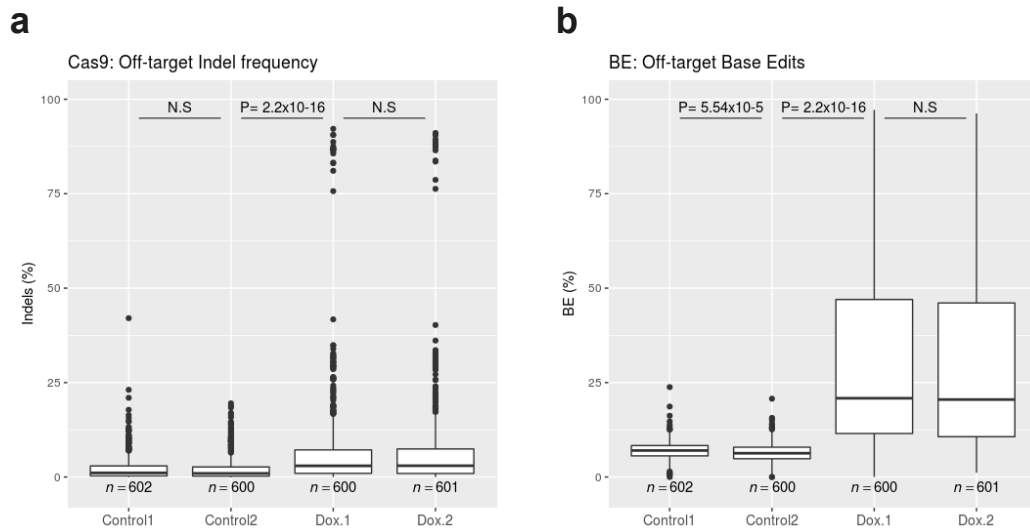 a
Cas9: Off-target Indel frequency
100
75
50
25
0
Indels (%)
N.S
P= 2.2x10-16
N.S
n=602
n=600
n=600
n=601
Control1
Control2
Dox.1
Dox.2
b
BE: Off-target Base Edits
100
75
50
25
0
BE (%)
P= 5.54x10-5
P= 2.2x10-16
N.S
n=602
n=600
n=600
n=601
Control1
Control2
Dox.1
Dox.2